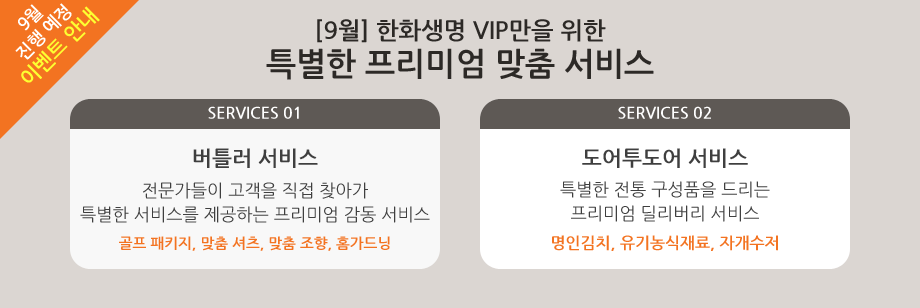 9월
진행 예정
이벤트 안내
[9월] 한화생명 VIP만을 위한
특별한 프리미엄 맞춤 서비스
SERVICES 01
버틀러 서비스
전문가들이 고객을 직접 찾아가
특별한 서비스를 제공하는 프리미엄 감동 서비스
골프 패키지, 맞춤 셔츠, 맞춤 조향, 홈가드닝
SERVICES 02
도어투도어 서비스
특별한 전통 구성품을 드리는
프리미엄 딜리버리 서비스
명인김치, 유기농식재료, 자개수저